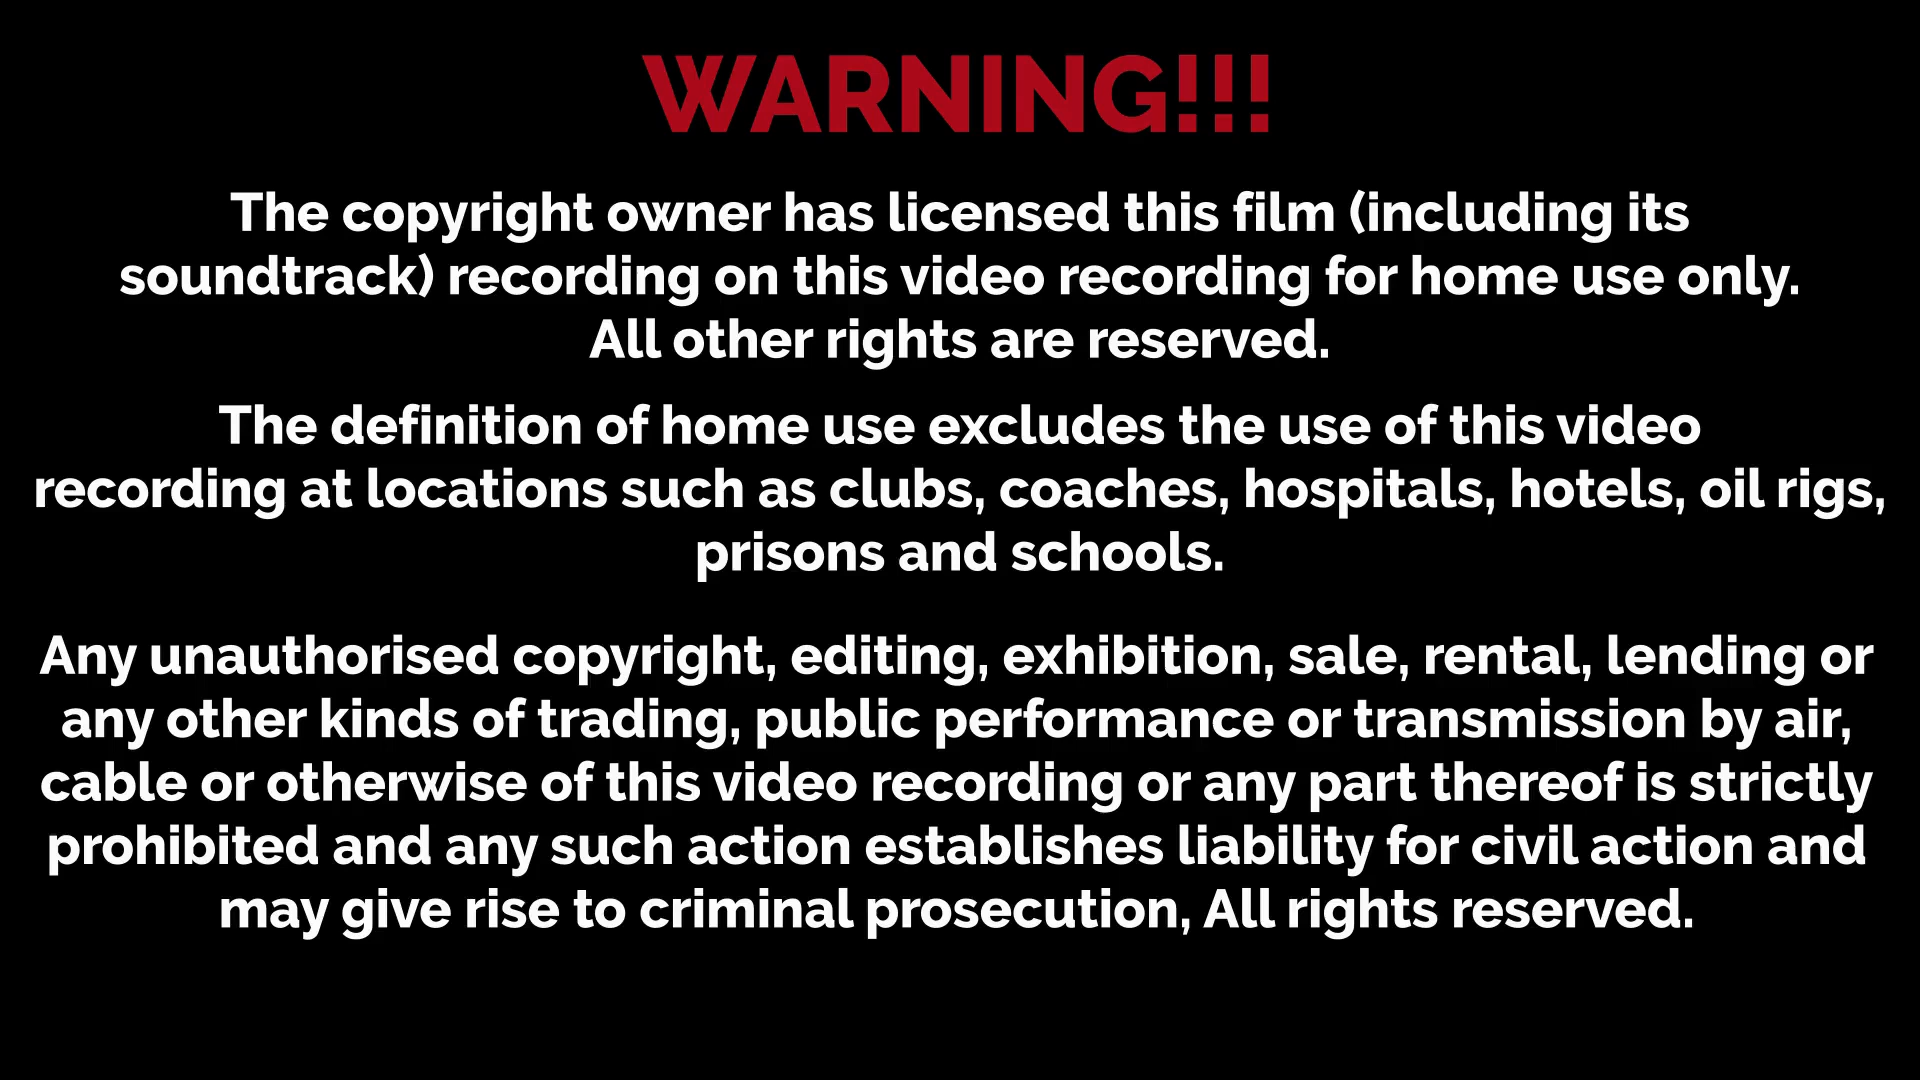 WARNING!!!
The copyright owner has licensed this film (including its
soundtrack) recording on this video recording for home use only.
All other rights are reserved.
The definition of home use excludes the use of this video
recording at locations such as clubs, coaches, hospitals, hotels, oil rigs,
prisons and schools.
Any unauthorised copyright, editing, exhibition, sale, rental, lending or
any other kinds of trading, public performance or transmission by air,
cable or otherwise of this video recording or any part thereof is strictly
prohibited and any such action establishes liability for civil action and
may give rise to criminal prosecution, All rights reserved.